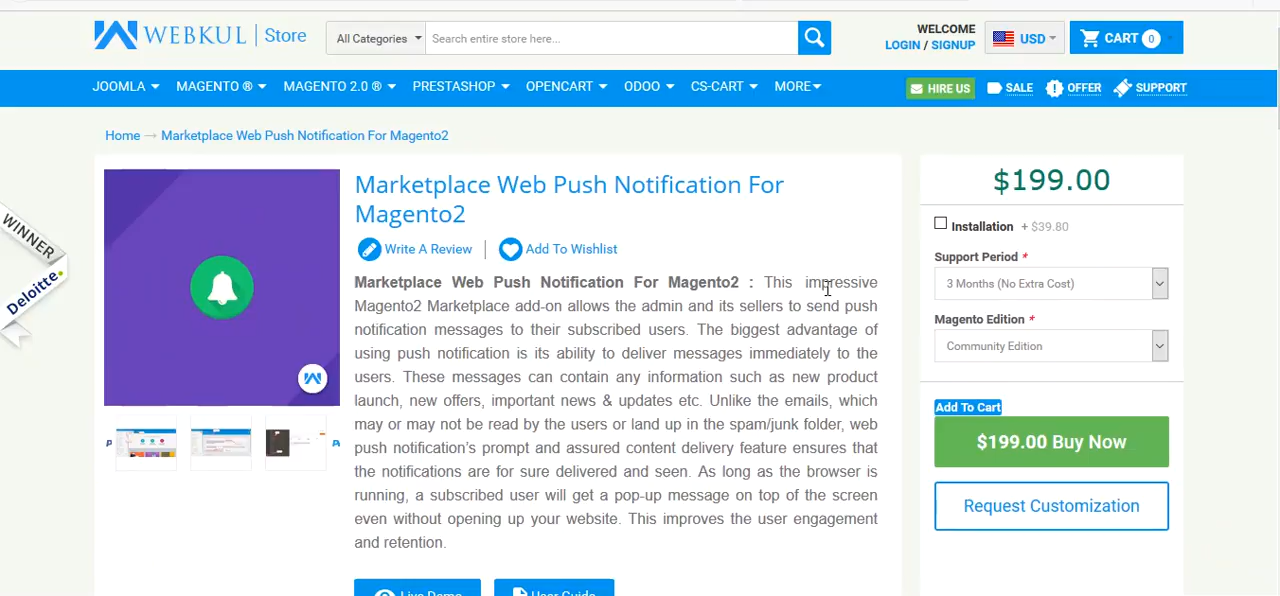 WEBKUL | Store
All Categories
Search entire store here...
WELCOME
LOGIN / SIGNUP
USD
CART 0
JOOMLA
MAGENTO ®
MAGENTO 2.0 ®
PRESTASHOP
OPENCART
ODOO
CS-CART
MORE
HIRE US
SALE
OFFER
SUPPORT
Home → Marketplace Web Push Notification For Magento2
WINNER
Deloitte.
Marketplace Web Push Notification For
Magento2
Write A Review
Add To Wishlist
Marketplace Web Push Notification For Magento2 : This impressive
Magento2 Marketplace add-on allows the admin and its sellers to send push
notification messages to their subscribed users. The biggest advantage of
using push notification is its ability to deliver messages immediately to the
users. These messages can contain any information such as new product
launch, new offers, important news & updates etc. Unlike the emails, which
may or may not be read by the users or land up in the spam/junk folder, web
push notification's prompt and assured content delivery feature ensures that
the notifications are for sure delivered and seen. As long as the browser is
running, a subscribed user will get a pop-up message on top of the screen
even without opening up your website. This improves the user engagement
and retention.
Live Demo
User Guide
$199.00
Installation + $39.80
Support Period *
3 Months (No Extra Cost)
Magento Edition *
Community Edition
Add To Cart
$199.00 Buy Now
Request Customization